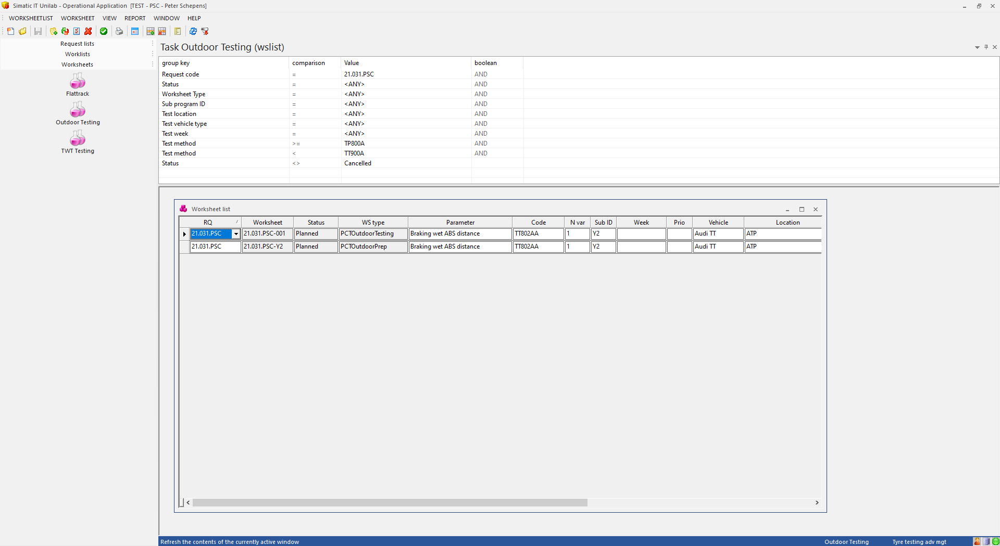 Simatic IT Unilab - Operational Application [TEST - PSC - Peter Schepens]
WORKSHEETLIST WORKSHEET VIEW REPORT WINDOW HELP
Request lists
Worklists
Worksheets
Flattrack
Outdoor Testing
TWT Testing
Task Outdoor Testing (wslist)
group key comparison Value boolean
Request code = 21.031.PSC AND
Status = <ANY> AND
Worksheet Type = <ANY> AND
Sub program ID = <ANY> AND
Test location = <ANY> AND
Test vehicle type = <ANY> AND
Test week = <ANY> AND
Test method >= TP800A AND
Test method < TT900A AND
Status <> Cancelled
Worksheet list
RQ Worksheet Status WS type Parameter Code N var Sub ID Week Prio Vehicle Location
21.031.PSC 21.031.PSC-001 Planned PCTOutdoorTesting Braking wet ABS distance TT802AA 1 Y2 Audi TT ATP
21.031.PSC 21.031.PSC-Y2 Planned PCTOutdoorPrep Braking wet ABS distance TT802AA 1 Y2 Audi TT ATP
Refresh the contents of the currently active window Outdoor Testing Tyre testing adv mgt